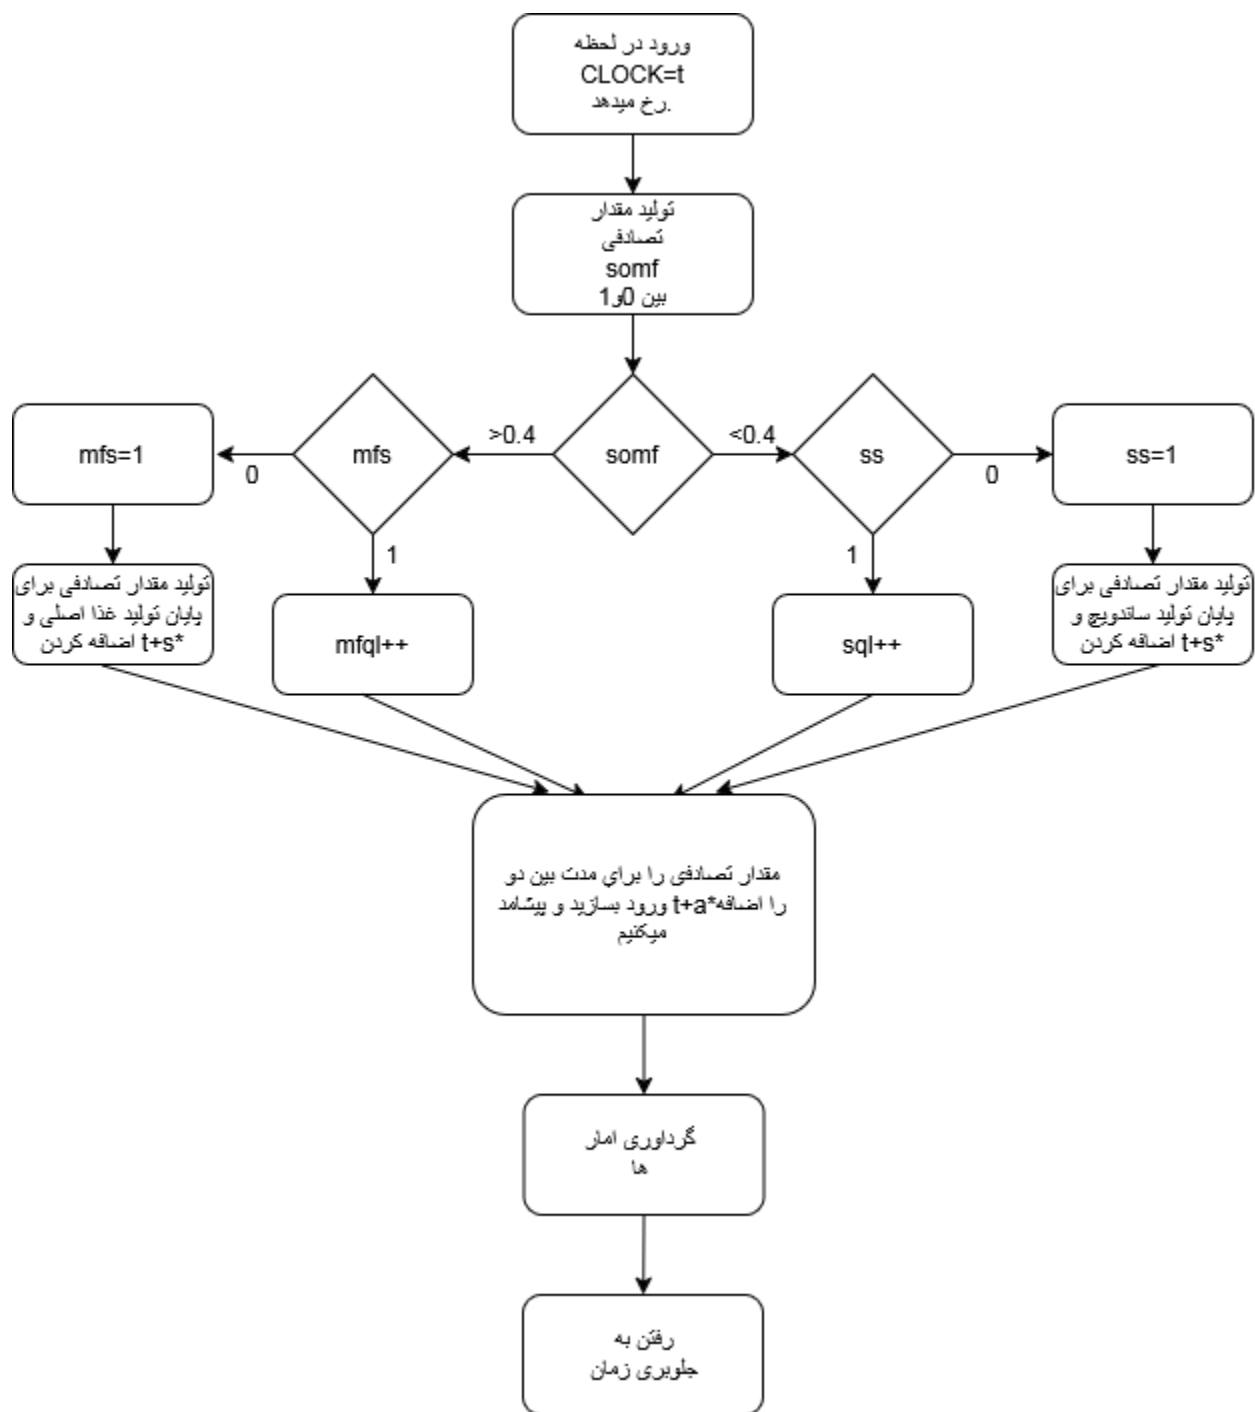 ورود در لحظه
CLOCK=t
.رخ میدهد
تولید مقدار
تصادفی
somf
بین 0و1
mfs=1
0
mfs
>0.4
somf
<0.4
ss
0
ss=1
1
1
تولید مقدار تصادفی برای
پایان تولید غذا اصلی و
t+s* اضافه کردن
mfql++
sql++
تولید مقدار تصادفی برای
پایان تولید ساندویچ و
t+s* اضافه کردن
مقدار تصادفی را برای مدت بین دو
را اضافه*t+a ورود بسازید و پیشامد
میکنیم
گرداوری امار
ها
رفتن به
جلوبری زمان